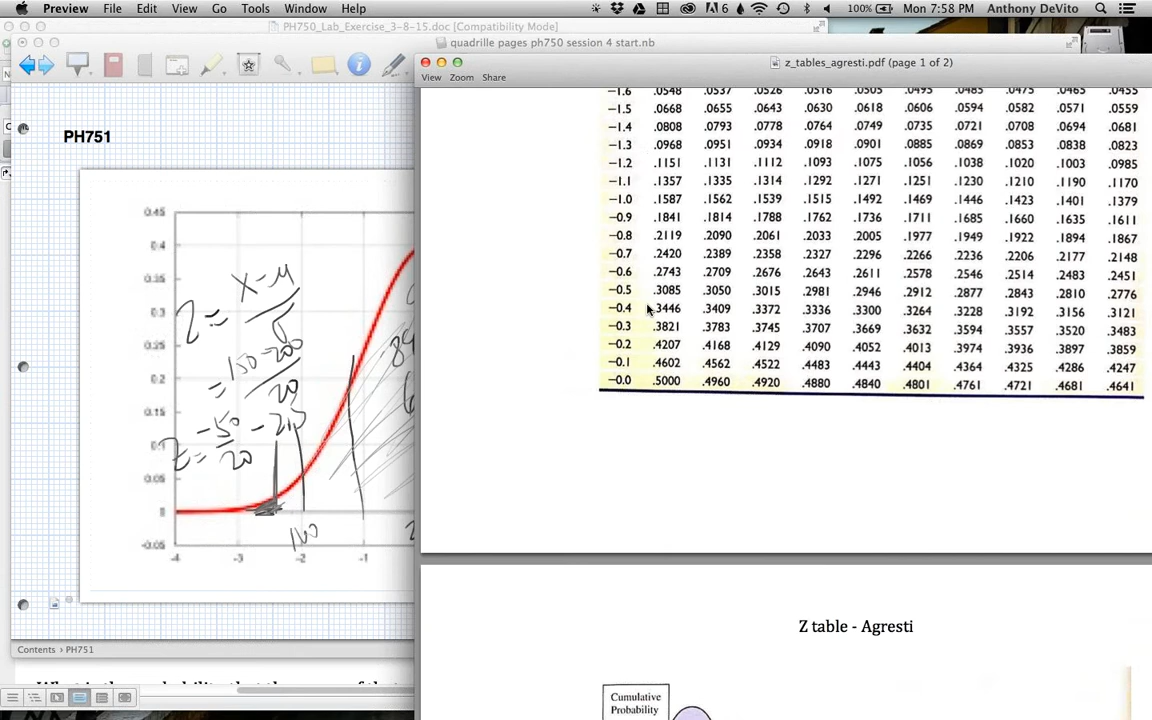 Preview File Edit View Go Tools Window Help 6 100% Mon 7:58 PM Anthony DeVito
PH750_Lab_Exercise_3-8-15.doc [Compatibility Mode]
quadrille pages ph750 session 4 start.nb
z_tables_agresti.pdf (page 1 of 2)
View Zoom Share
−1.6 .0548 .0537 .0526 .0516 .0505 .0495 .0485 .0475 .0465 .0455
−1.5 .0668 .0655 .0643 .0630 .0618 .0606 .0594 .0582 .0571 .0559
−1.4 .0808 .0793 .0778 .0764 .0749 .0735 .0721 .0708 .0694 .0681
−1.3 .0968 .0951 .0934 .0918 .0901 .0885 .0869 .0853 .0838 .0823
−1.2 .1151 .1131 .1112 .1093 .1075 .1056 .1038 .1020 .1003 .0985
−1.1 .1357 .1335 .1314 .1292 .1271 .1251 .1230 .1210 .1190 .1170
−1.0 .1587 .1562 .1539 .1515 .1492 .1469 .1446 .1423 .1401 .1379
−0.9 .1841 .1814 .1788 .1762 .1736 .1711 .1685 .1660 .1635 .1611
−0.8 .2119 .2090 .2061 .2033 .2005 .1977 .1949 .1922 .1894 .1867
−0.7 .2420 .2389 .2358 .2327 .2296 .2266 .2236 .2206 .2177 .2148
−0.6 .2743 .2709 .2676 .2643 .2611 .2578 .2546 .2514 .2483 .2451
−0.5 .3085 .3050 .3015 .2981 .2946 .2912 .2877 .2843 .2810 .2776
−0.4 .3446 .3409 .3372 .3336 .3300 .3264 .3228 .3192 .3156 .3121
−0.3 .3821 .3783 .3745 .3707 .3669 .3632 .3594 .3557 .3520 .3483
−0.2 .4207 .4168 .4129 .4090 .4052 .4013 .3974 .3936 .3897 .3859
−0.1 .4602 .4562 .4522 .4483 .4443 .4404 .4364 .4325 .4286 .4247
−0.0 .5000 .4960 .4920 .4880 .4840 .4801 .4761 .4721 .4681 .4641
Z table - Agresti
Cumulative
Probability
PH751
0.45
0.4
0.35
0.3
0.25
0.2
0.15
0.1
0.05
0
-0.05
-4 -3 -2 -1
Z = X-μ
σ
= 150-200
20
Z = -50
20
160
Contents › PH751